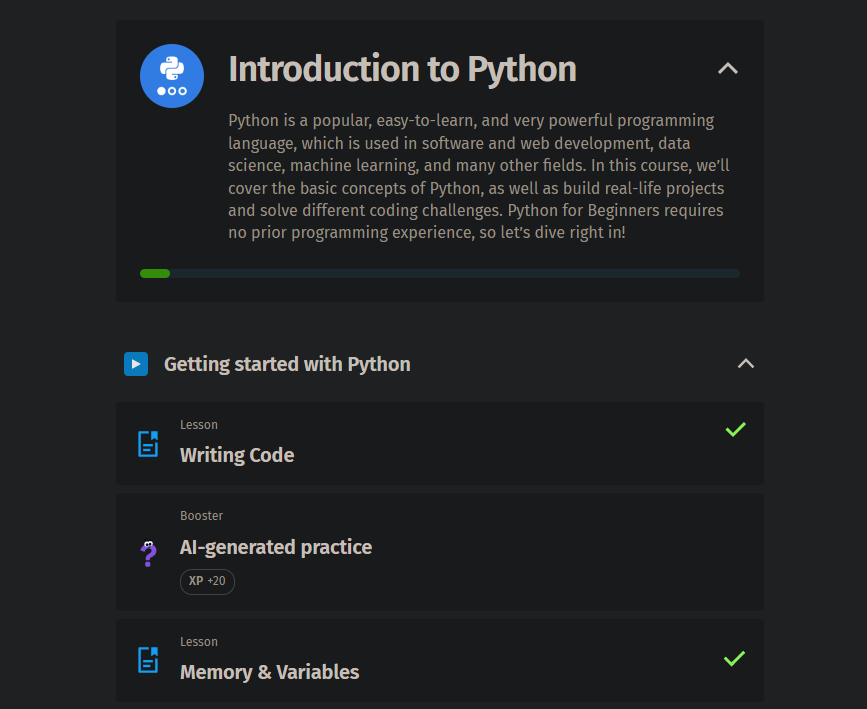 Introduction to Python
Python is a popular, easy-to-learn, and very powerful programming
language, which is used in software and web development, data
science, machine learning, and many other fields. In this course, we’ll
cover the basic concepts of Python, as well as build real-life projects
and solve different coding challenges. Python for Beginners requires
no prior programming experience, so let’s dive right in!
Getting started with Python
Lesson
Writing Code
Booster
AI-generated practice
XP +20
Lesson
Memory & Variables